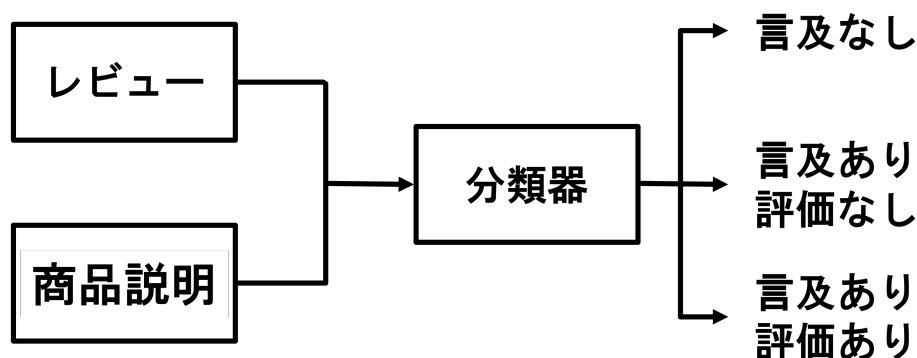 レビュー
商品説明
分類器
言及なし
言及あり
評価なし
言及あり
評価あり